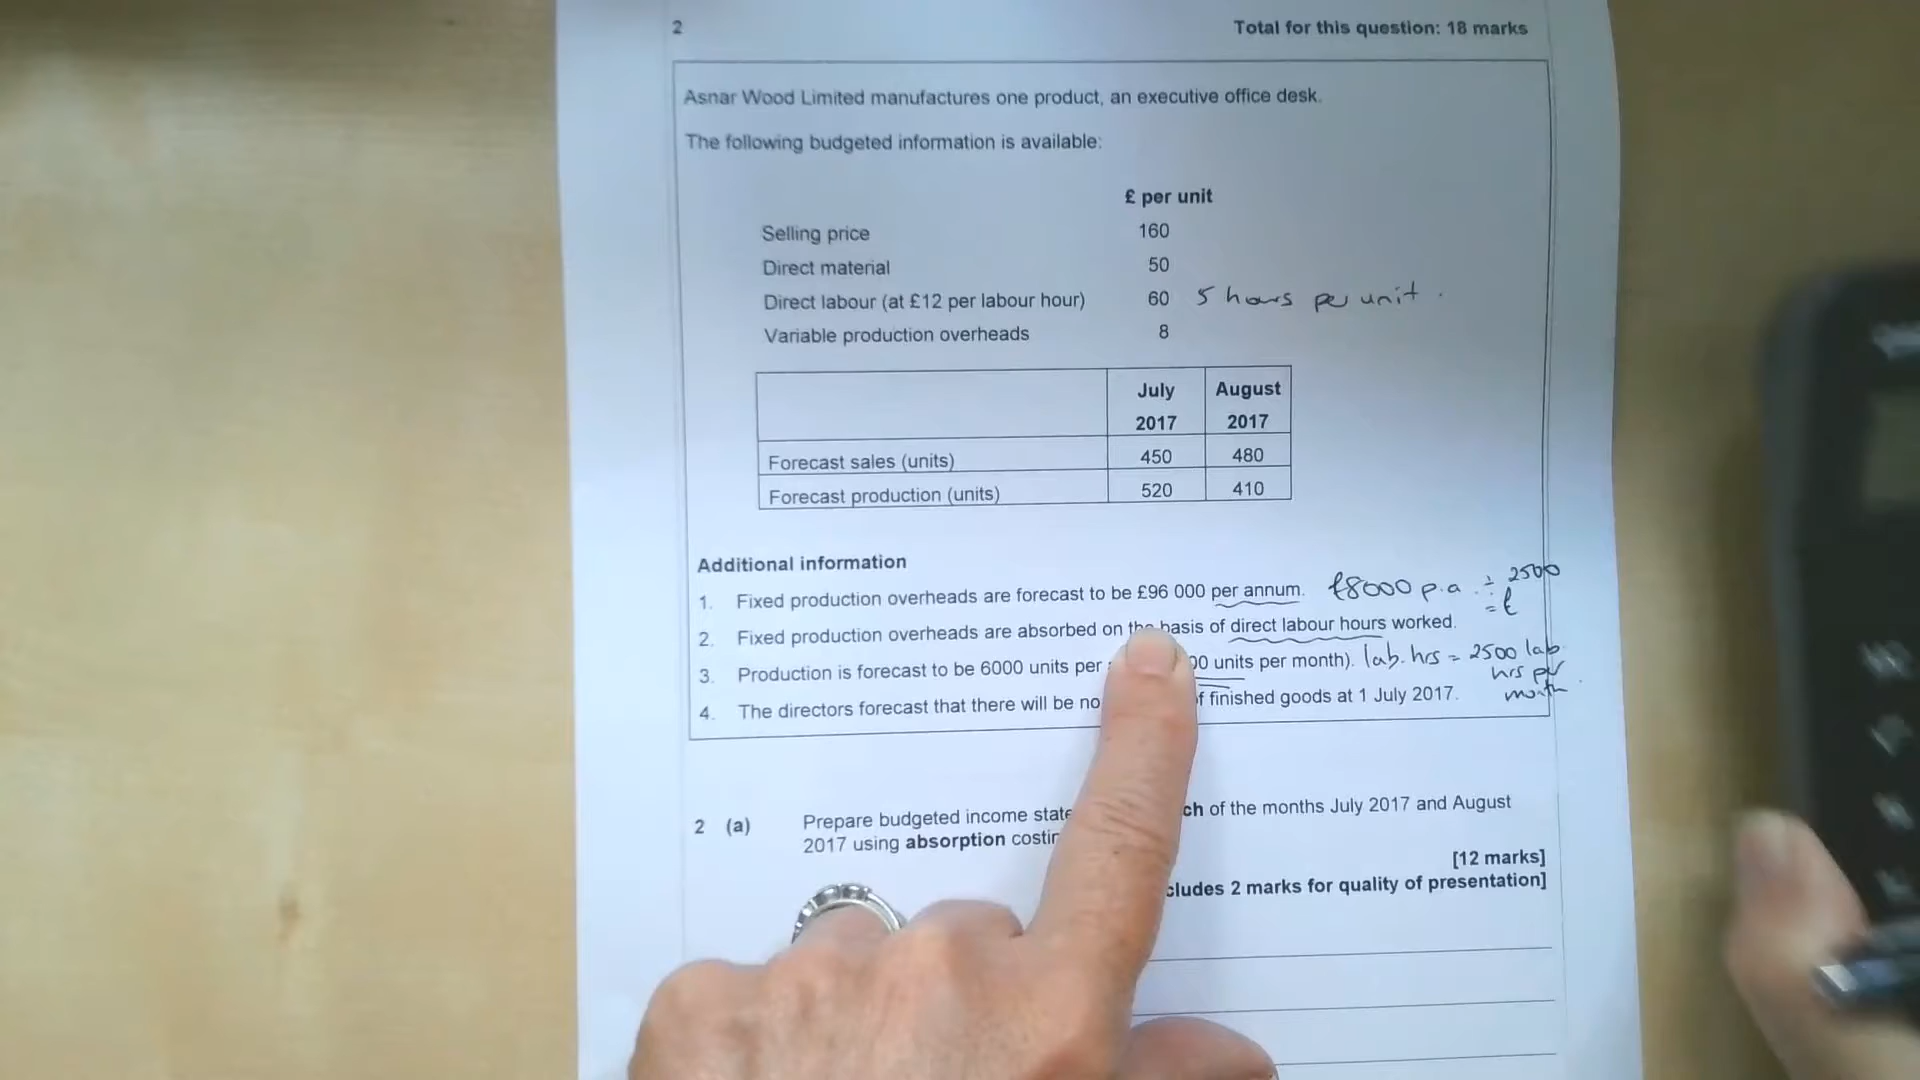 2
Total for this question: 18 marks
Asnar Wood Limited manufactures one product, an executive office desk.
The following budgeted information is available:
£ per unit
Selling price 160
Direct material 50
Direct labour (at £12 per labour hour) 60 5 hours per unit.
Variable production overheads 8
July August
2017 2017
Forecast sales (units) 450 480
Forecast production (units) 520 410
Additional information
1. Fixed production overheads are forecast to be £96 000 per annum. £8000 p.a. ÷ 2500
= £
2. Fixed production overheads are absorbed on the basis of direct labour hours worked.
3. Production is forecast to be 6000 units per 00 units per month). lab. hrs = 2500 lab
hrs per
month.
4. The directors forecast that there will be no of finished goods at 1 July 2017.
2 (a) Prepare budgeted income state ch of the months July 2017 and August
2017 using absorption costin
[12 marks]
cludes 2 marks for quality of presentation]